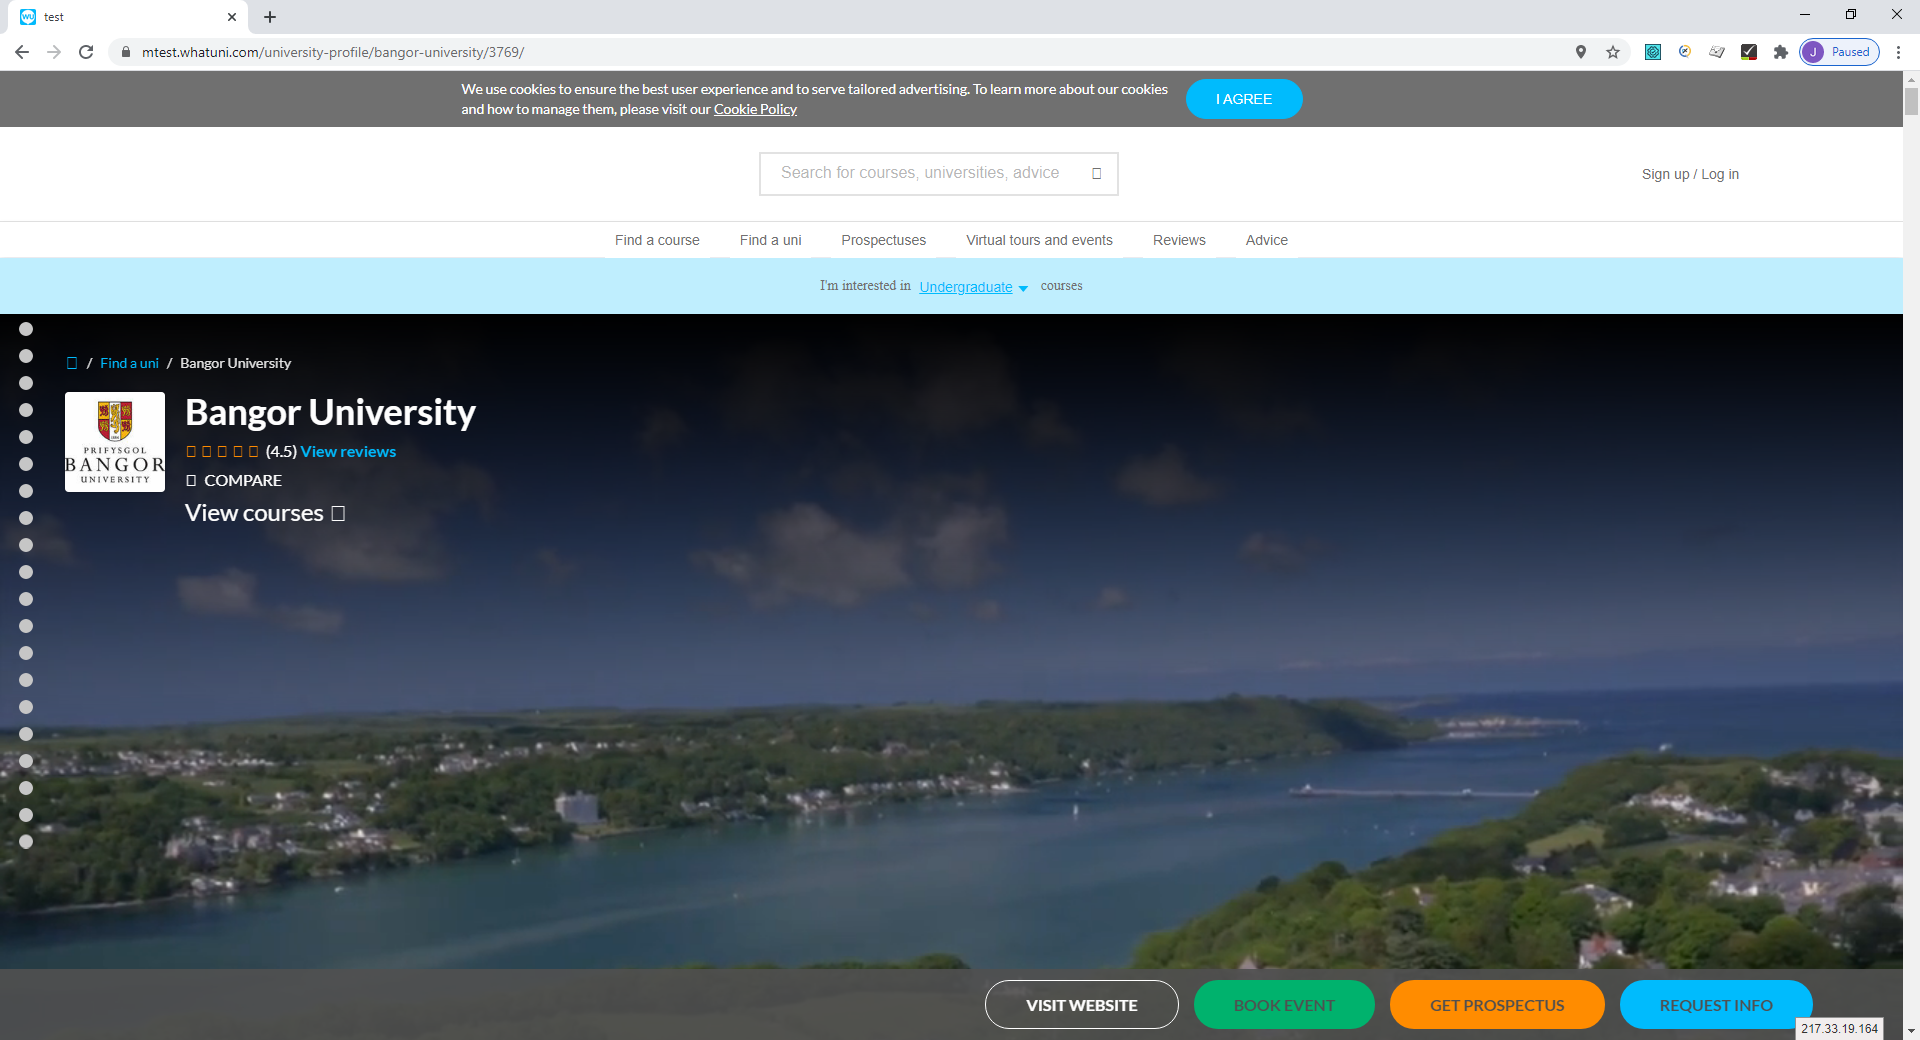 test
mtest.whatuni.com/university-profile/bangor-university/3769/
J Paused
We use cookies to ensure the best user experience and to serve tailored advertising. To learn more about our cookies
and how to manage them, please visit our Cookie Policy
I AGREE
Search for courses, universities, advice
Sign up / Log in
Find a course Find a uni Prospectuses Virtual tours and events Reviews Advice
I'm interested in Undergraduate courses
/ Find a uni / Bangor University
PRIFYSGOL
BANGOR
UNIVERSITY
Bangor University
(4.5) View reviews
COMPARE
View courses
VISIT WEBSITE BOOK EVENT GET PROSPECTUS REQUEST INFO
217.33.19.164